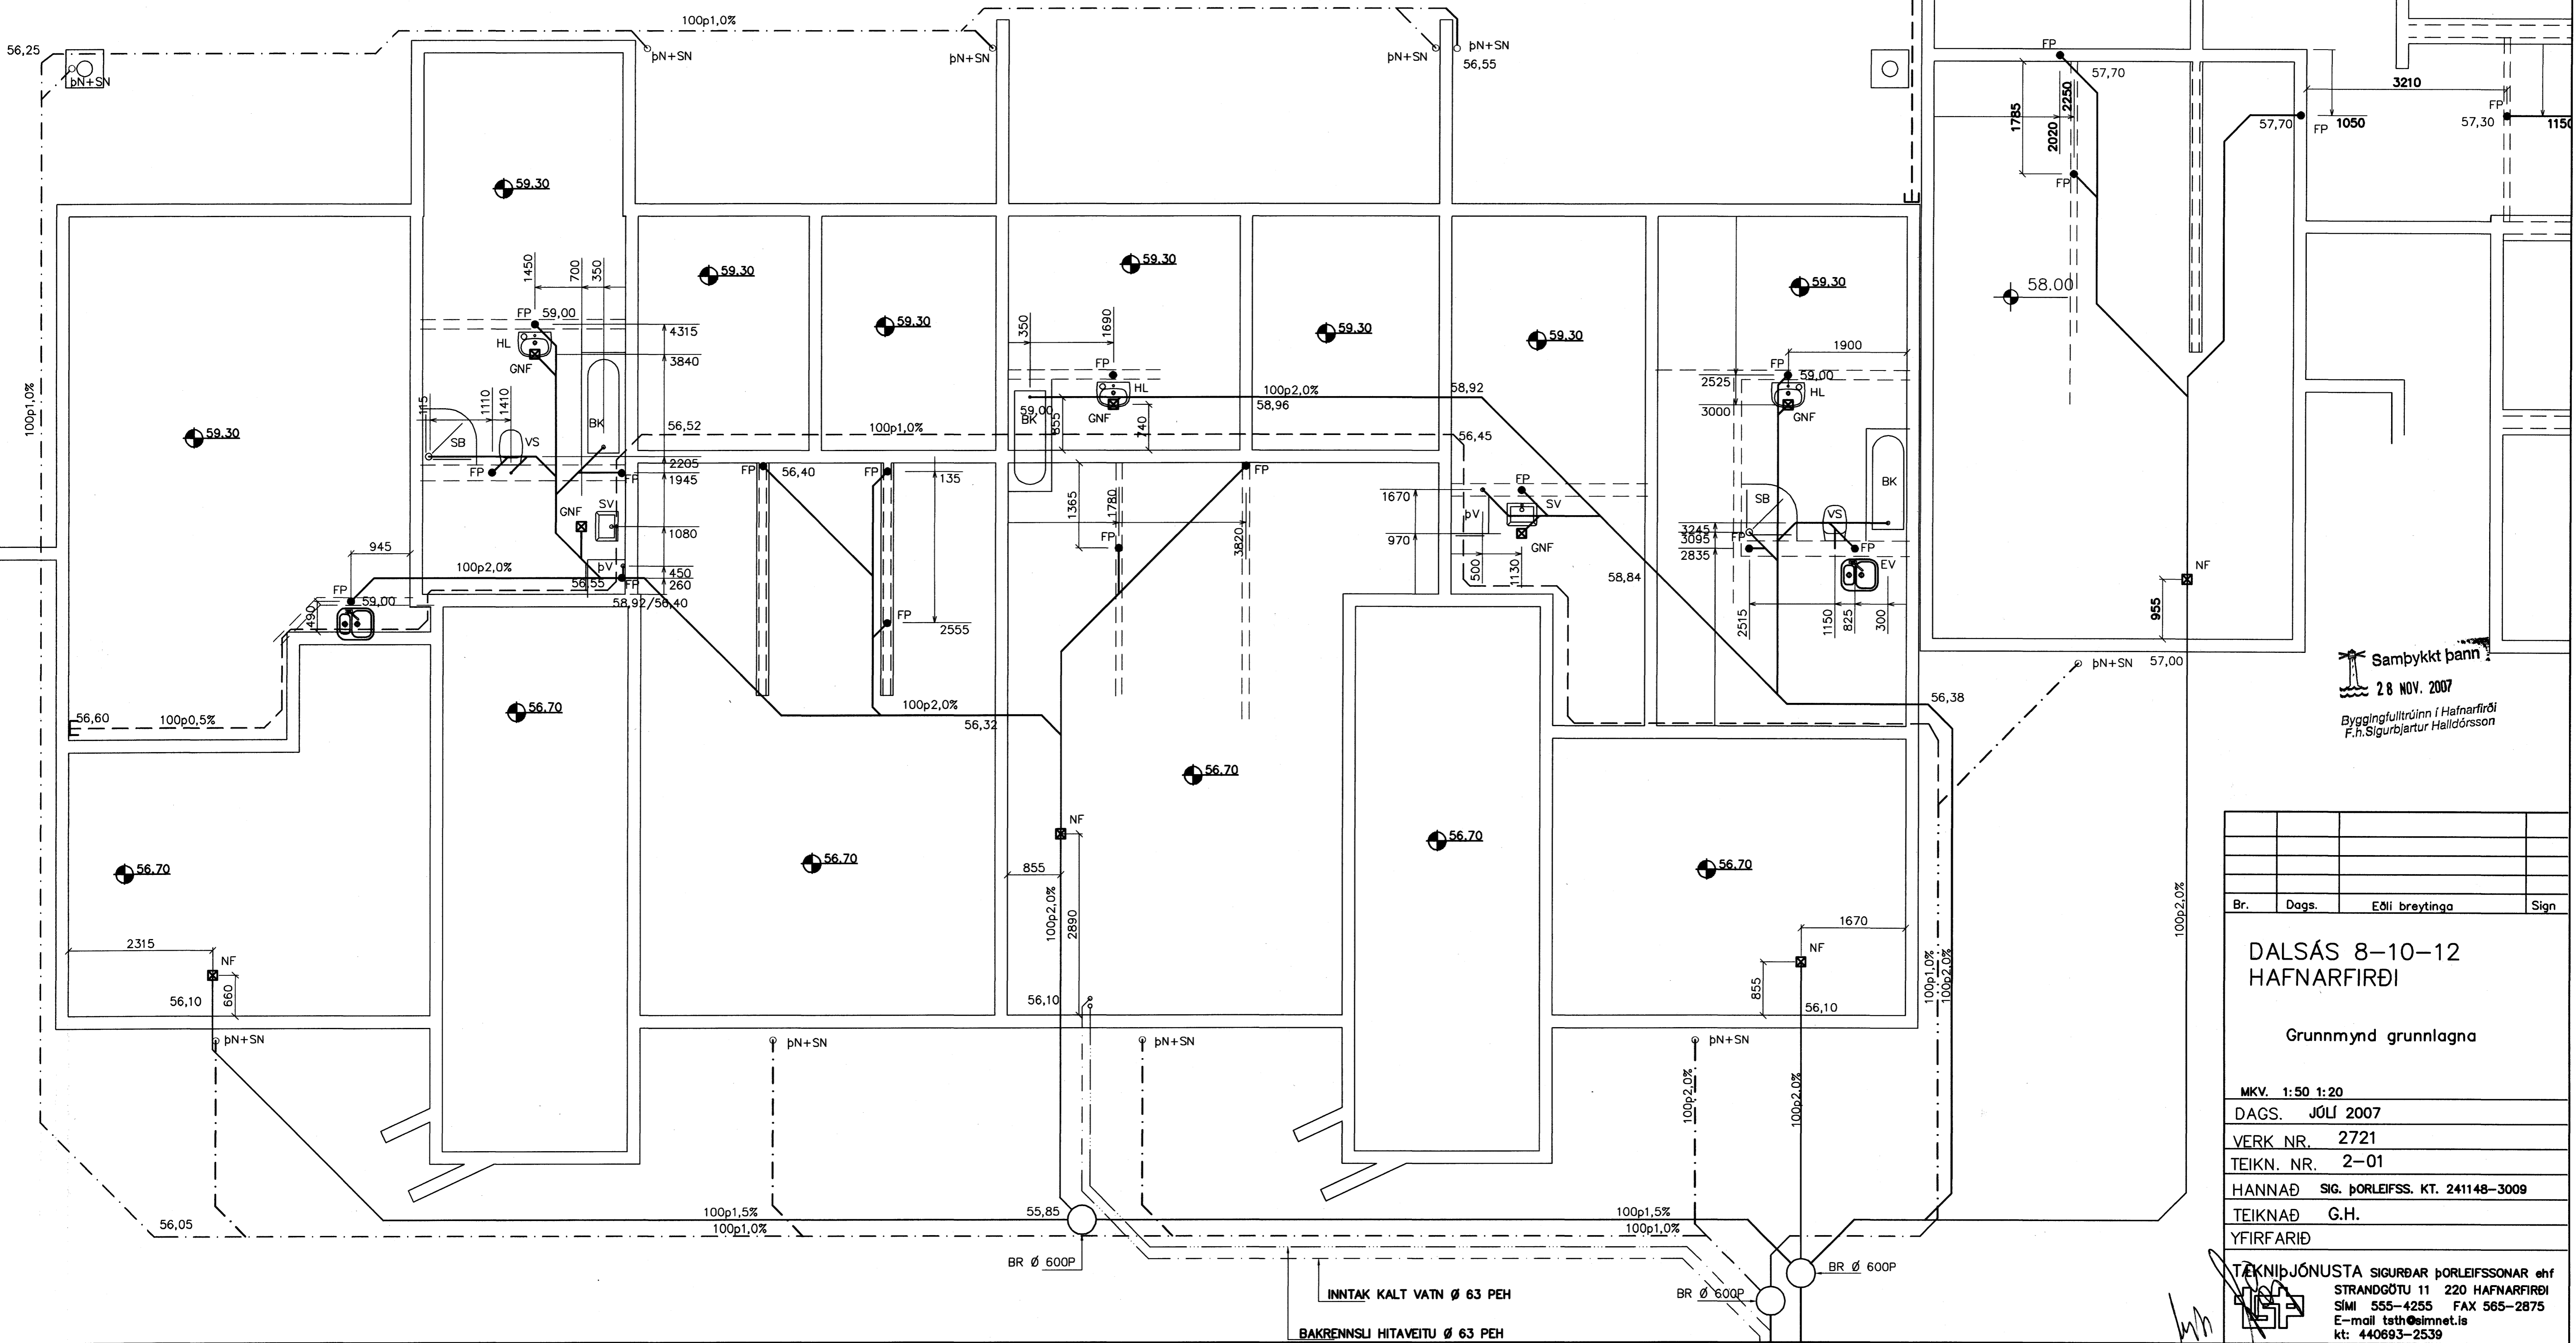 100p1,0%
56,25
þN+SN
þN+SN
þN+SN
þN+SN
þN+SN
56,55
FP
57,70
3210
FP
57,70
FP
1050
57,30
1150
1785
2020
2250
FP
59.30
59.30
59.30
59.30
59.30
59.30
59.30
59.30
58.00
1450
700
350
FP
59,00
4315
HL
3840
GNF
100p1,0%
115
1110
1410
SB
VS
BK
56,52
100p1,0%
FP
2205
1945
FP
GNF
SV
1080
945
100p2,0%
56,55
þV
450
260
FP
58,92/56,40
FP
59,00
490
350
1690
FP
HL
59,00
BK
855
GNF
740
100p2,0%
58,96
58,92
56,45
FP
56,40
FP
135
FP
2555
1365
1780
3820
FP
FP
1670
970
þV
FP
SV
GNF
500
1130
58,84
1900
FP
2525
59,00
HL
3000
GNF
SB
VS
BK
3245
3095
2835
FP
FP
EV
2515
1150
825
300
NF
955
þN+SN
57,00
56,60
100p0,5%
56.70
100p2,0%
56,32
56,38
56.70
56.70
56.70
56.70
56.70
NF
855
100p2,0%
2890
2315
NF
660
56,10
56,10
1670
NF
855
56,10
100p1,0%
100p2,0%
100p2,0%
þN+SN
þN+SN
þN+SN
þN+SN
100p2,0%
100p2,0%
56,05
100p1,5%
100p1,0%
55,85
100p1,5%
100p1,0%
BR Ø 600P
BR Ø 600P
BR Ø 600P
INNTAK KALT VATN Ø 63 PEH
BAKRENNSLI HITAVEITU Ø 63 PEH
Samþykkt þann
28 NOV. 2007
Byggingfulltrúinn í Hafnarfirði
F.h.Sigurbjartur Halldórsson
Br.
Dags.
Eðli breytinga
Sign
DALSÁS 8-10-12
HAFNARFIRÐI
Grunnmynd grunnlagna
MKV. 1:50 1:20
DAGS. JÚLÍ 2007
VERK NR. 2721
TEIKN. NR. 2-01
HANNAÐ SIG. ÞORLEIFSS. KT. 241148-3009
TEIKNAÐ G.H.
YFIRFARIÐ
TÆKNIÞJÓNUSTA SIGURÐAR ÞORLEIFSSONAR ehf
STRANDGÖTU 11 220 HAFNARFIRÐI
SÍMI 555-4255 FAX 565-2875
E-mail tsth@simnet.is
kt: 440693-2539